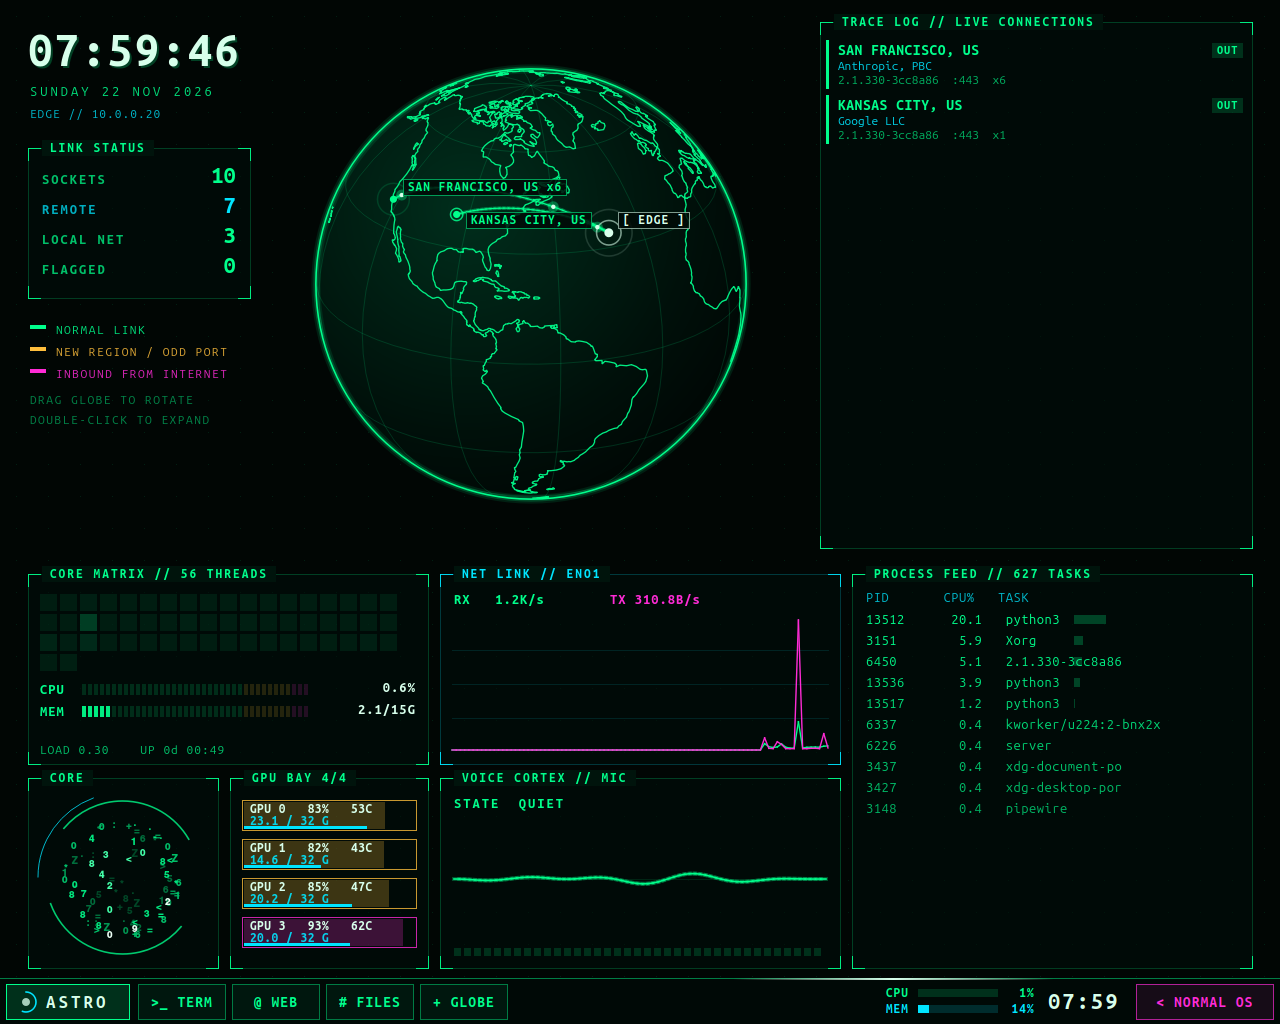 07:59:46
SUNDAY 22 NOV 2026
EDGE // 10.0.0.20
LINK STATUS
SOCKETS 10
REMOTE 7
LOCAL NET 3
FLAGGED 0
NORMAL LINK
NEW REGION / ODD PORT
INBOUND FROM INTERNET
DRAG GLOBE TO ROTATE
DOUBLE-CLICK TO EXPAND
SAN FRANCISCO, US x6
KANSAS CITY, US
[ EDGE ]
TRACE LOG // LIVE CONNECTIONS
SAN FRANCISCO, US OUT
Anthropic, PBC
2.1.330-3cc8a86 :443 x6
KANSAS CITY, US OUT
Google LLC
2.1.330-3cc8a86 :443 x1
CORE MATRIX // 56 THREADS
CPU 0.6%
MEM 2.1/15G
LOAD 0.30 UP 0d 00:49
NET LINK // ENO1
RX 1.2K/s TX 310.8B/s
PROCESS FEED // 627 TASKS
PID CPU% TASK
13512 20.1 python3
3151 5.9 Xorg
6450 5.1 2.1.330-3cc8a86
13536 3.9 python3
13517 1.2 python3
6337 0.4 kworker/u224:2-bnx2x
6226 0.4 server
3437 0.4 xdg-document-po
3467 0.4 xdg-desktop-por
3148 0.4 pipewire
CORE
GPU BAY 4/4
GPU 0 83% 53C
23.1 / 32 G
GPU 1 82% 43C
14.6 / 32 G
GPU 2 85% 47C
20.2 / 32 G
GPU 3 93% 62C
20.0 / 32 G
VOICE CORTEX // MIC
STATE QUIET
ASTRO
>_ TERM
@ WEB
# FILES
+ GLOBE
CPU 1%
MEM 14%
07:59
< NORMAL OS